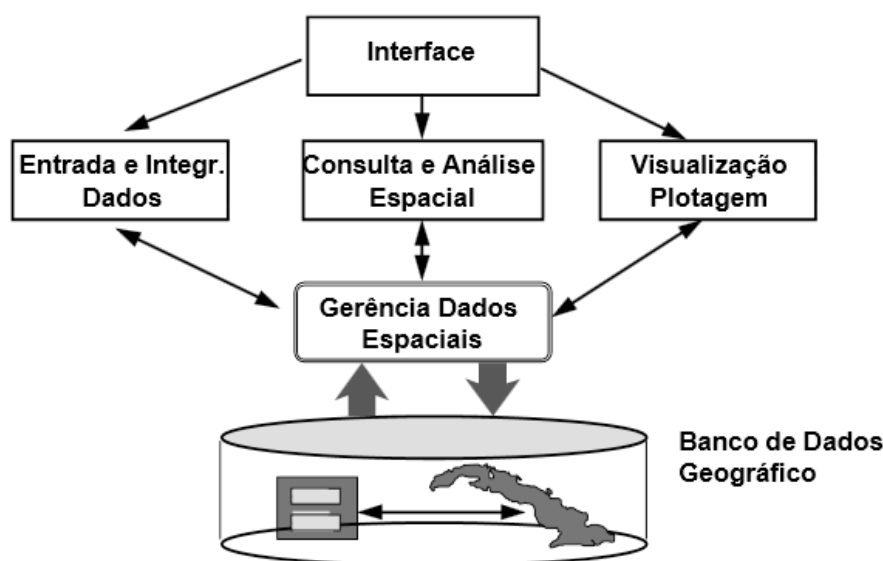 Interface
Entrada e Integr.
Dados
Consulta e Análise
Espacial
Visualização
Plotagem
Gerência Dados
Espaciais
Banco de Dados
Geográfico